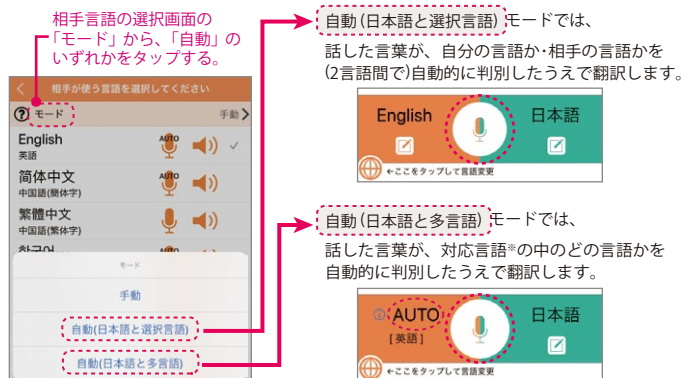 相手言語の選択画面の
「モード」から、「自動」の
いずれかをタップする。
相手が使う言語を選択してください
? モード 手動
English AUTO
英語
简体中文 AUTO
中国語(簡体字)
繁體中文
中国語(繁体字)
한국어 AUTO
モード
手動
自動(日本語と選択言語)
自動(日本語と多言語)
自動(日本語と選択言語)モードでは、
話した言葉が、自分の言語か・相手の言語かを
(2言語間で)自動的に判別したうえで翻訳します。
English 日本語
←ここをタップして言語変更
自動(日本語と多言語)モードでは、
話した言葉が、対応言語※の中のどの言語かを
自動的に判別したうえで翻訳します。
AUTO 日本語
[英語]
←ここをタップして言語変更